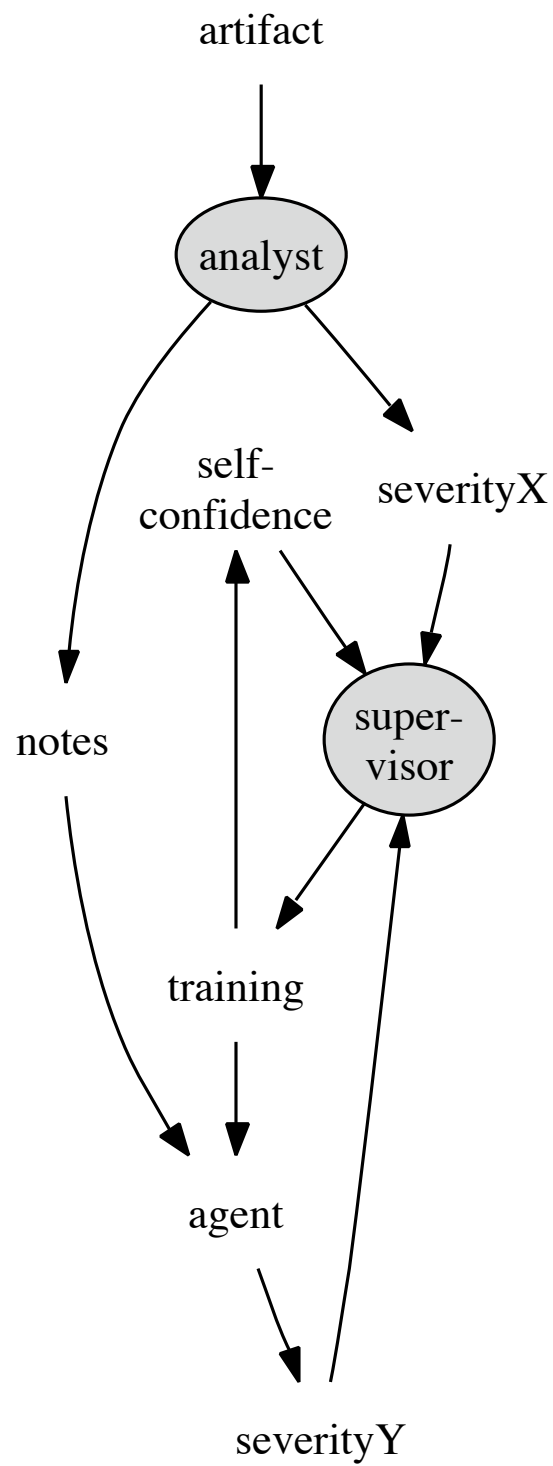 artifact
analyst
self-
confidence
severityX
super-
visor
notes
training
agent
severityY